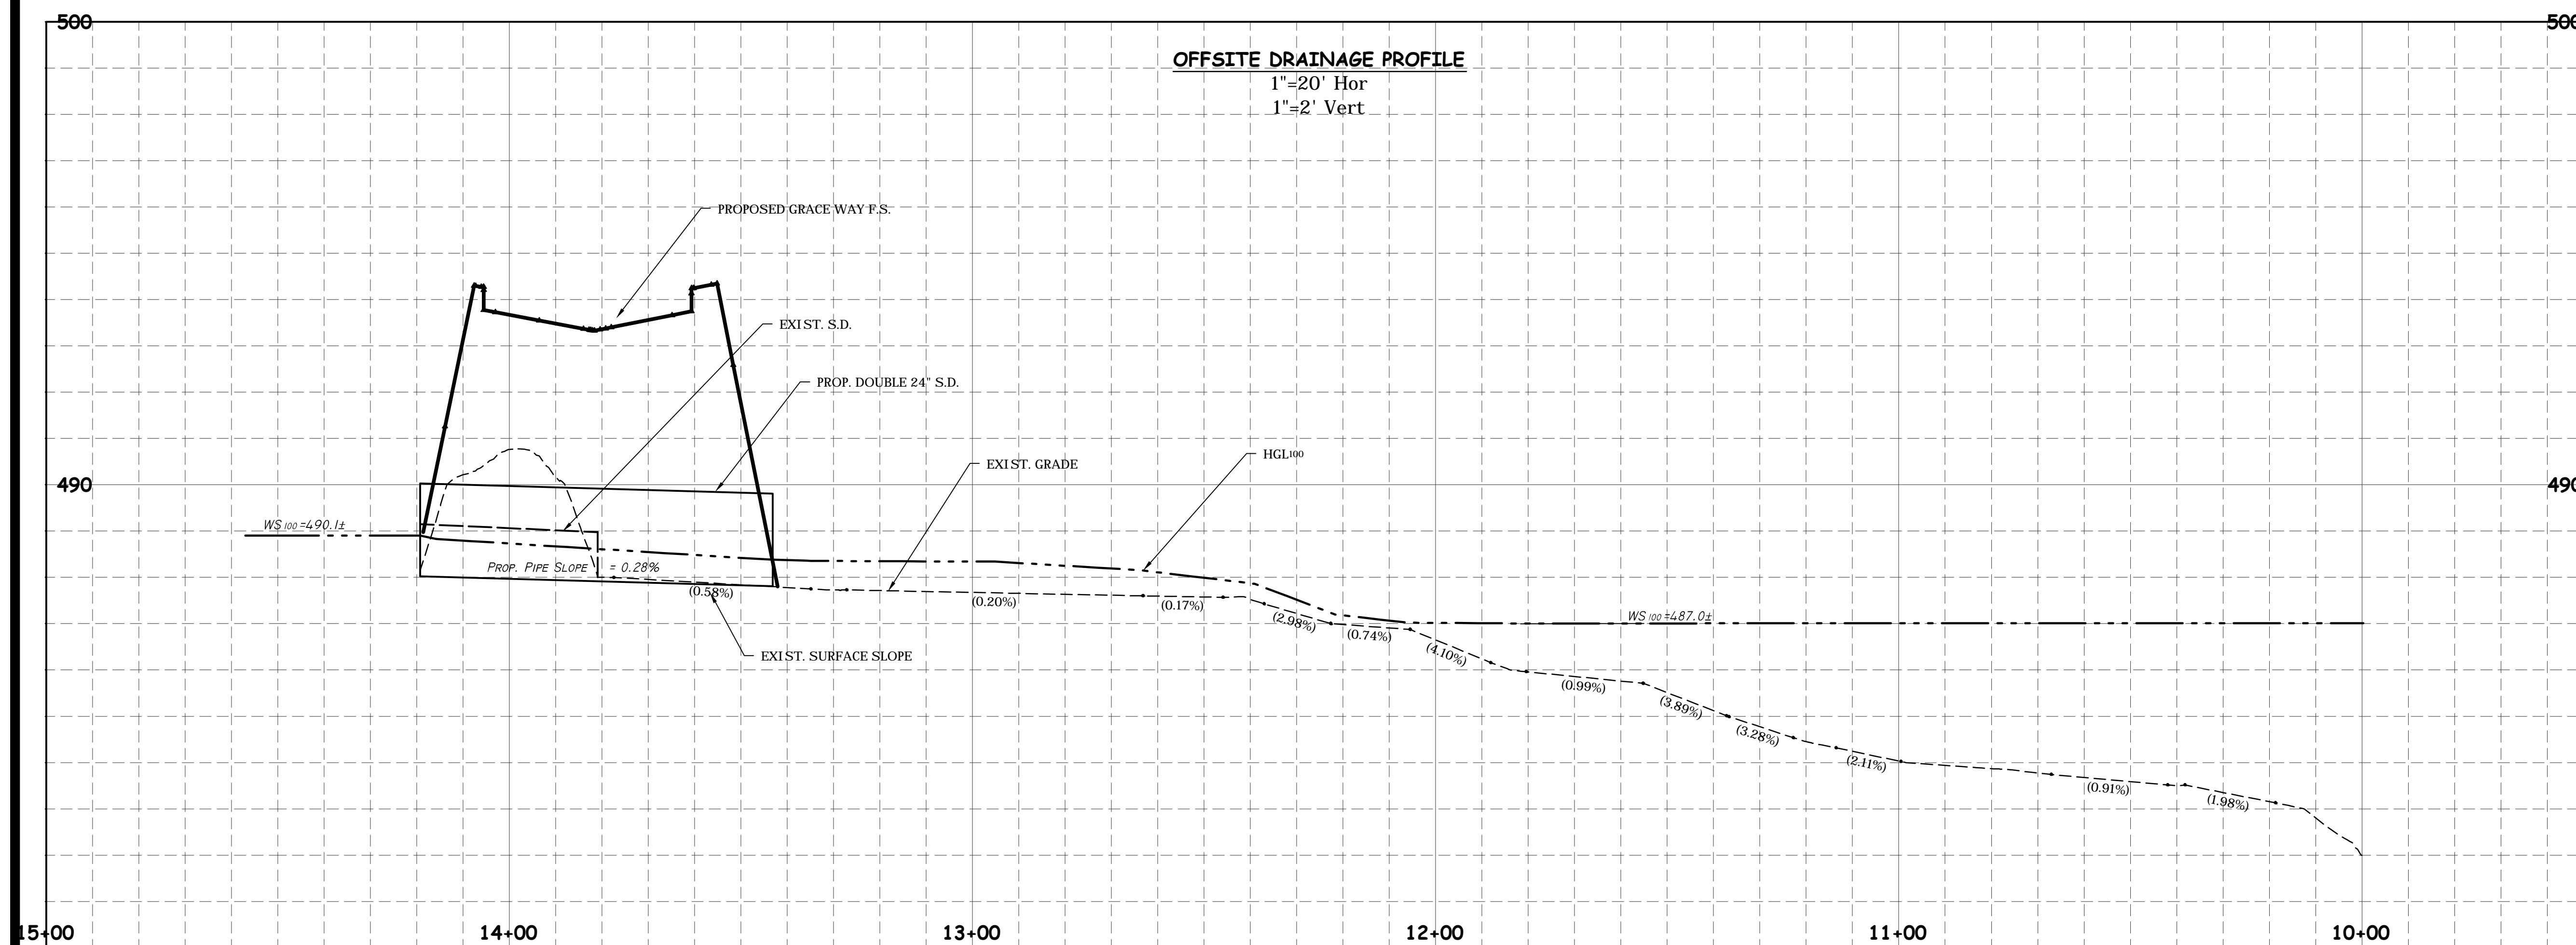 500
500
OFFSITE DRAINAGE PROFILE
1"=20' Hor
1"=2' Vert
PROPOSED GRACE WAY F.S.
EXIST. S.D.
PROP. DOUBLE 24" S.D.
HGL100
EXIST. GRADE
490
490
WS100=490.1±
PROP. PIPE SLOPE = 0.28%
(0.58%)
(0.20%)
(0.17%)
(2.98%)
(0.74%)
WS100=487.0±
EXIST. SURFACE SLOPE
(4.10%)
(0.99%)
(3.89%)
(3.28%)
(2.11%)
(0.91%)
(1.98%)
15+00
14+00
13+00
12+00
11+00
10+00